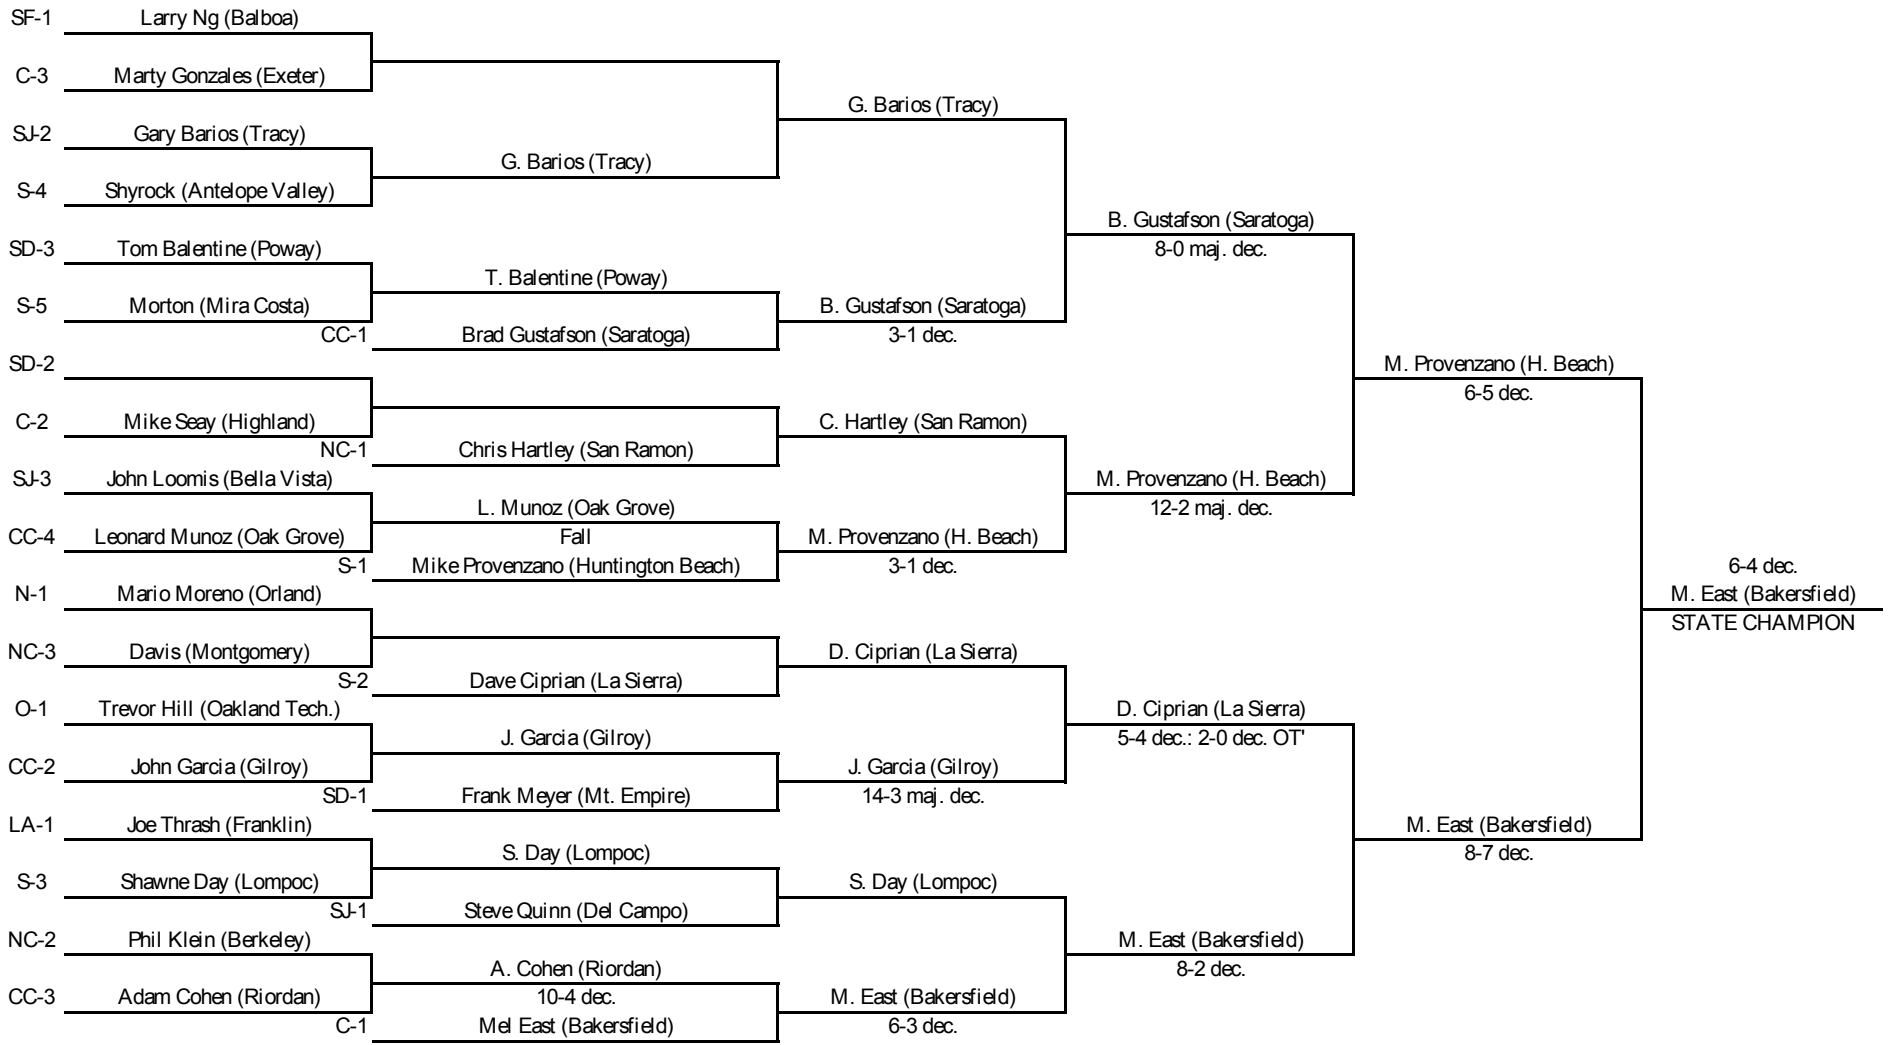 SF-1 Larry Ng (Balboa)
C-3 Marty Gonzales (Exeter)
G. Barios (Tracy)
SJ-2 Gary Barios (Tracy)
G. Barios (Tracy)
S-4 Shyrock (Antelope Valley)
B. Gustafson (Saratoga)
SD-3 Tom Balentine (Poway) 8-0 maj. dec.
T. Balentine (Poway)
S-5 Morton (Mira Costa) B. Gustafson (Saratoga)
CC-1 Brad Gustafson (Saratoga) 3-1 dec.
SD-2 M. Provenzano (H. Beach)
6-5 dec.
C-2 Mike Seay (Highland) C. Hartley (San Ramon)
NC-1 Chris Hartley (San Ramon)
SJ-3 John Loomis (Bella Vista) M. Provenzano (H. Beach)
L. Munoz (Oak Grove) 12-2 maj. dec.
CC-4 Leonard Munoz (Oak Grove) Fall M. Provenzano (H. Beach)
S-1 Mike Provenzano (Huntington Beach) 3-1 dec. 6-4 dec.
N-1 Mario Moreno (Orland) M. East (Bakersfield)
STATE CHAMPION
NC-3 Davis (Montgomery) D. Ciprian (La Sierra)
S-2 Dave Ciprian (La Sierra)
O-1 Trevor Hill (Oakland Tech.) D. Ciprian (La Sierra)
J. Garcia (Gilroy) 5-4 dec.: 2-0 dec. OT'
CC-2 John Garcia (Gilroy) J. Garcia (Gilroy)
SD-1 Frank Meyer (Mt. Empire) 14-3 maj. dec.
LA-1 Joe Thrash (Franklin) M. East (Bakersfield)
S. Day (Lompoc) 8-7 dec.
S-3 Shawne Day (Lompoc) S. Day (Lompoc)
SJ-1 Steve Quinn (Del Campo)
NC-2 Phil Klein (Berkeley) M. East (Bakersfield)
A. Cohen (Riordan) 8-2 dec.
CC-3 Adam Cohen (Riordan) 10-4 dec. M. East (Bakersfield)
C-1 Mel East (Bakersfield) 6-3 dec.